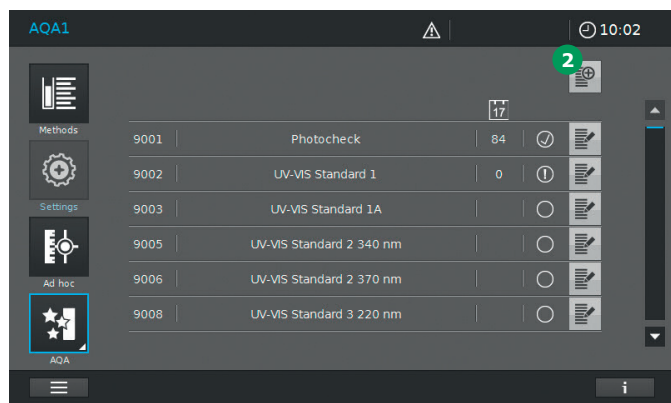 AQA1 10:02
2
17
Methods
9001 Photocheck 84
9002 UV-VIS Standard 1 0
Settings
9003 UV-VIS Standard 1A
9005 UV-VIS Standard 2 340 nm
Ad hoc
9006 UV-VIS Standard 2 370 nm
9008 UV-VIS Standard 3 220 nm
AQA
i